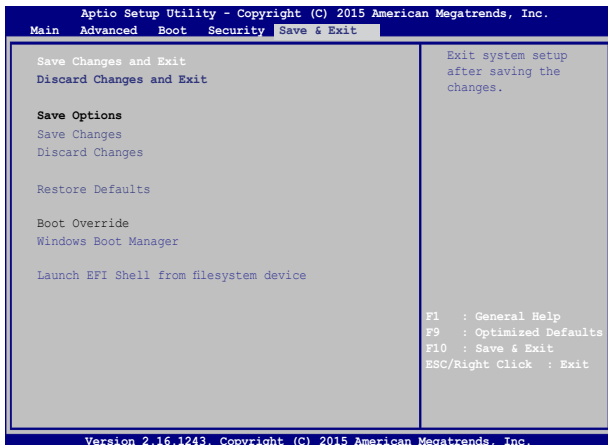 Aptio Setup Utility - Copyright (C) 2015 American Megatrends, Inc.
Main Advanced Boot Security Save & Exit
Save Changes and Exit
Discard Changes and Exit
Save Options
Save Changes
Discard Changes
Restore Defaults
Boot Override
Windows Boot Manager
Launch EFI Shell from filesystem device
Exit system setup
after saving the
changes.
F1 : General Help
F9 : Optimized Defaults
F10 : Save & Exit
ESC/Right Click : Exit
Version 2.16.1243. Copyright (C) 2015 American Megatrends, Inc.